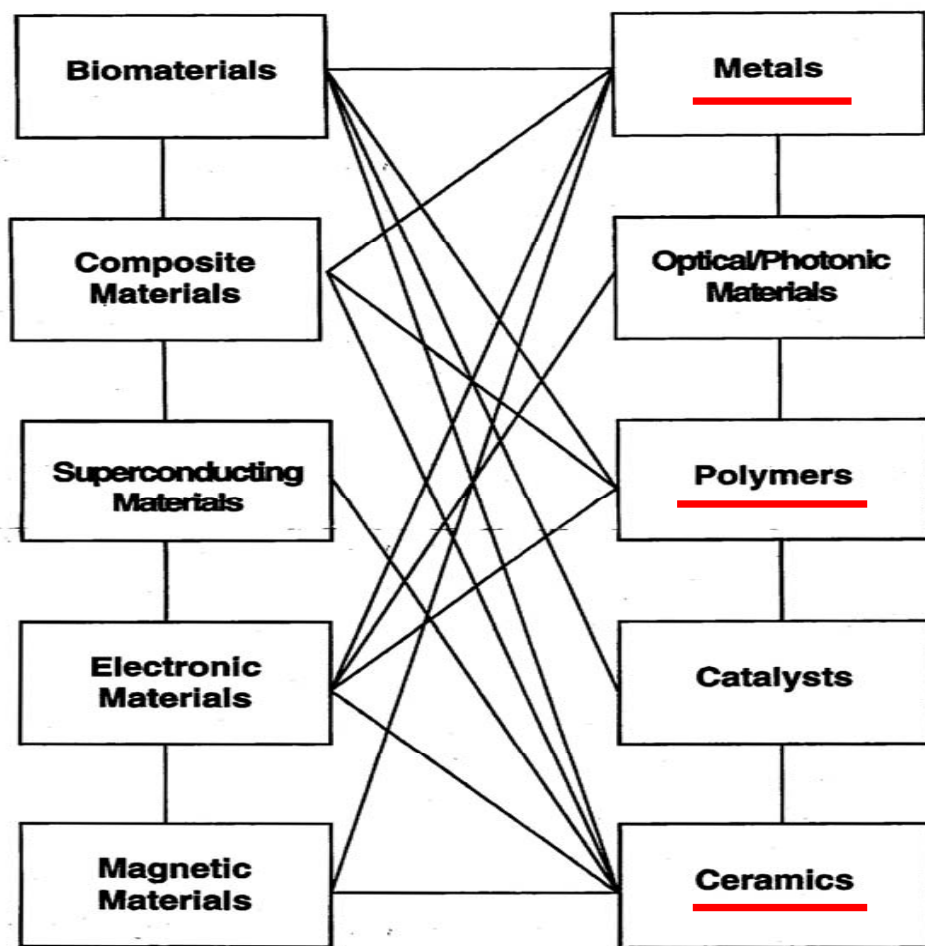 Biomaterials
Metals
Composite
Materials
Optical/Photonic
Materials
Superconducting
Materials
Polymers
Electronic
Materials
Catalysts
Magnetic
Materials
Ceramics